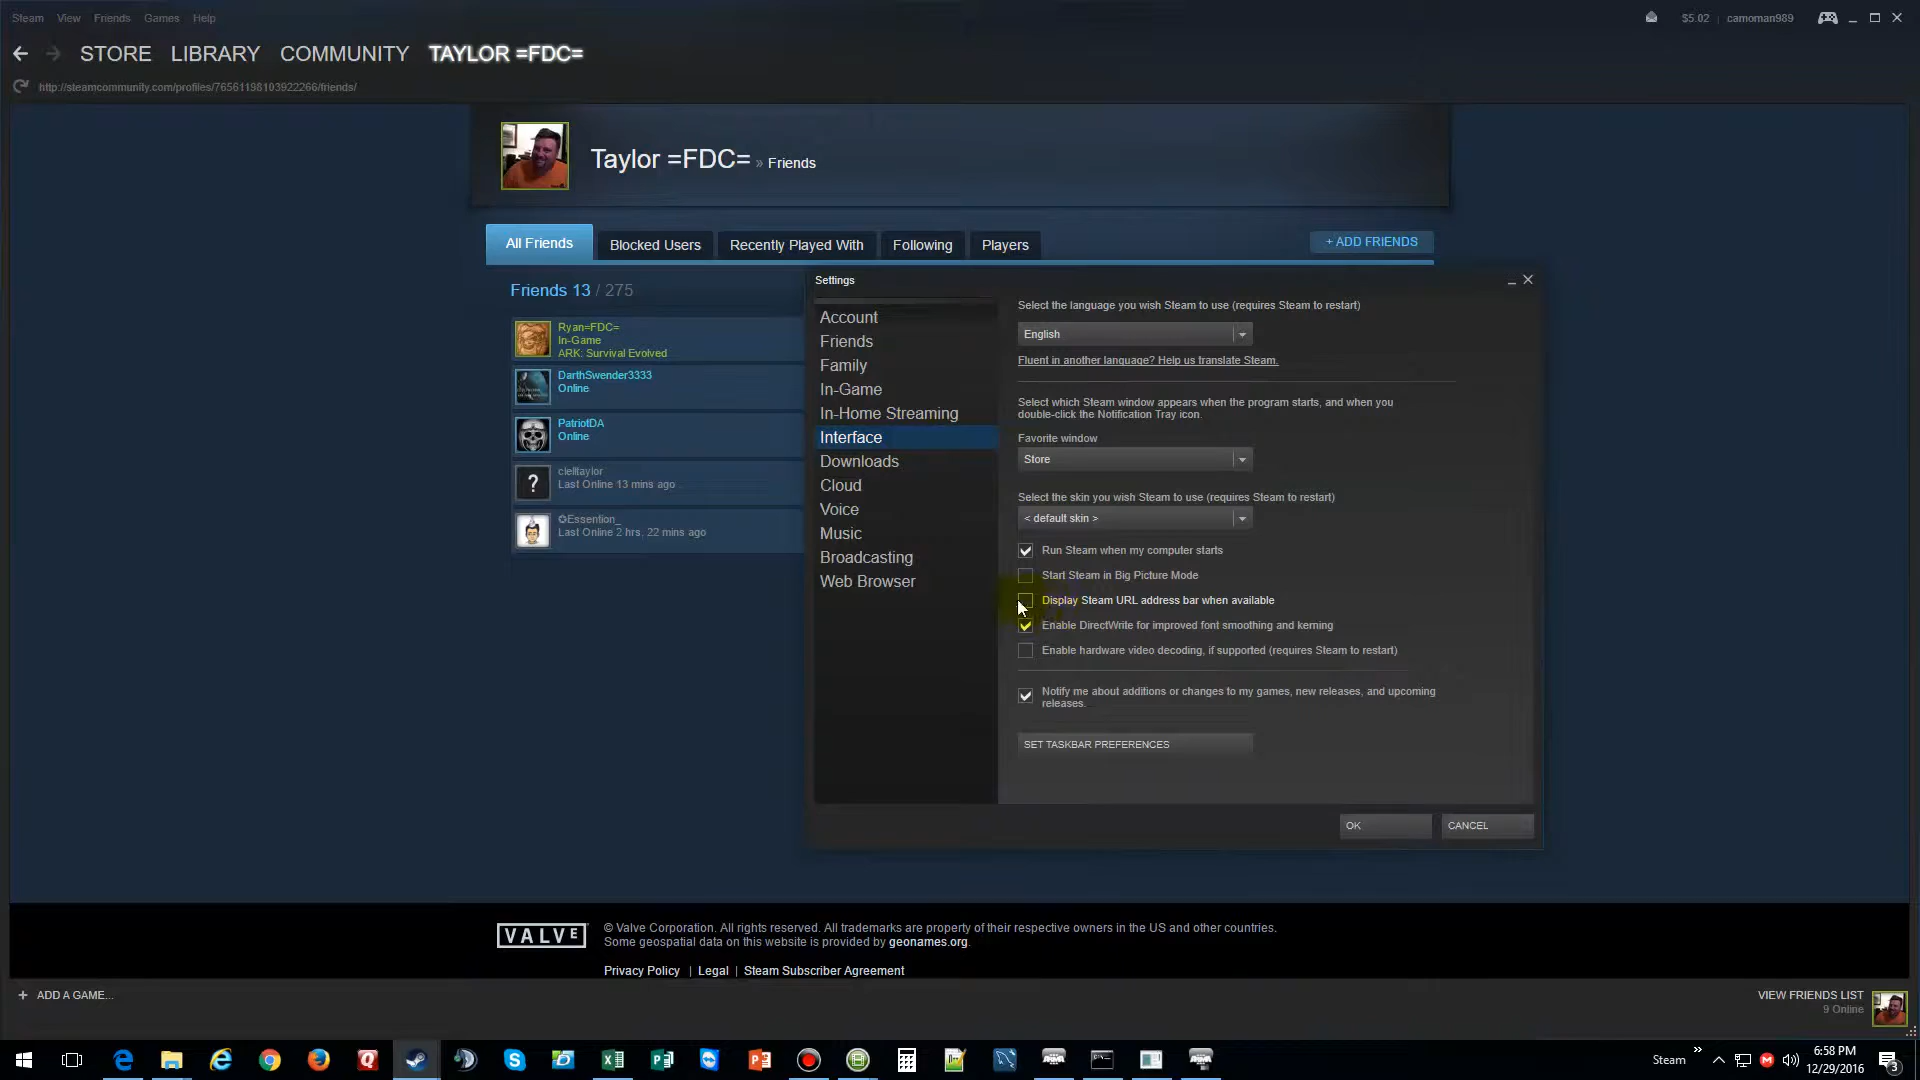 Steam View Friends Games Help
$5.02 | camoman989
STORE LIBRARY COMMUNITY TAYLOR =FDC=
http://steamcommunity.com/profiles/76561198103922266/friends/
Taylor =FDC= » Friends
All Friends Blocked Users Recently Played With Following Players + ADD FRIENDS
Friends 13 / 275
Ryan=FDC=
In-Game
ARK: Survival Evolved
DarthSwender3333
Online
PatriotDA
Online
clelltaylor
Last Online 13 mins ago
✪Essention_
Last Online 2 hrs, 22 mins ago
Settings
Account
Friends
Family
In-Game
In-Home Streaming
Interface
Downloads
Cloud
Voice
Music
Broadcasting
Web Browser
Select the language you wish Steam to use (requires Steam to restart)
English
Fluent in another language? Help us translate Steam.
Select which Steam window appears when the program starts, and when you
double-click the Notification Tray icon.
Favorite window
Store
Select the skin you wish Steam to use (requires Steam to restart)
< default skin >
Run Steam when my computer starts
Start Steam in Big Picture Mode
Display Steam URL address bar when available
Enable DirectWrite for improved font smoothing and kerning
Enable hardware video decoding, if supported (requires Steam to restart)
Notify me about additions or changes to my games, new releases, and upcoming
releases.
SET TASKBAR PREFERENCES
OK CANCEL
VALVE
© Valve Corporation. All rights reserved. All trademarks are property of their respective owners in the US and other countries.
Some geospatial data on this website is provided by geonames.org.
Privacy Policy | Legal | Steam Subscriber Agreement
+ ADD A GAME...
VIEW FRIENDS LIST
9 Online
Steam
6:58 PM
12/29/2016
3